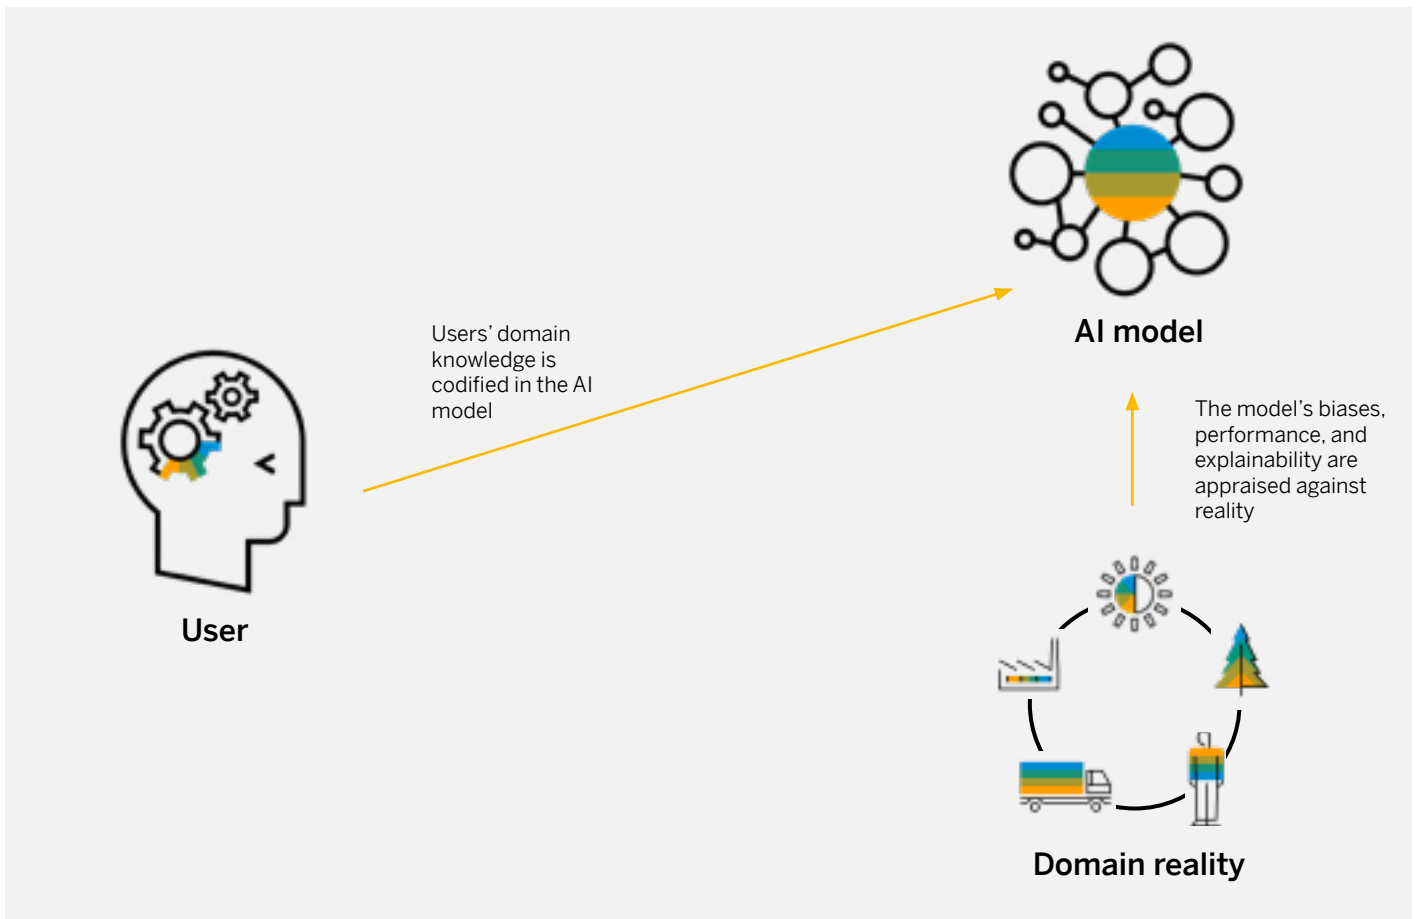 Users’ domain
knowledge is
codified in the AI
model
AI model
The model’s biases,
performance, and
explainability are
appraised against
reality
User
Domain reality